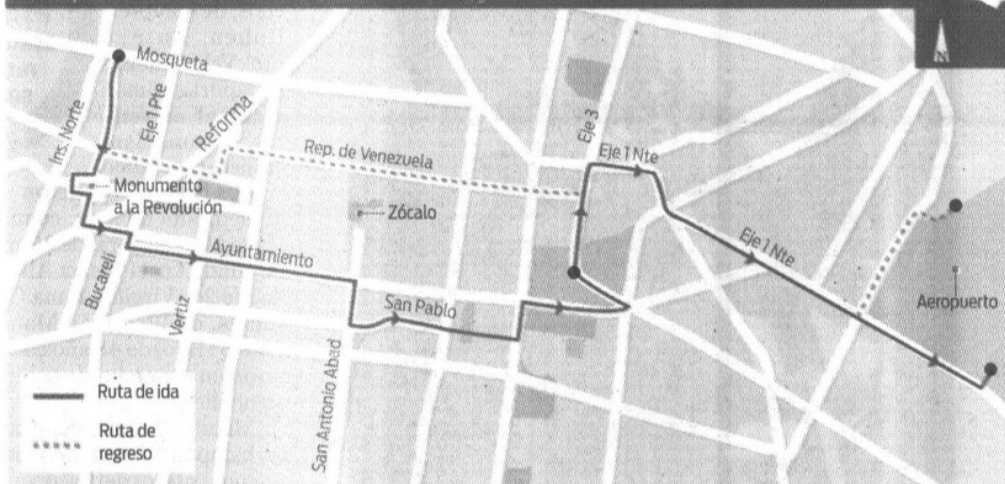 N
Mosqueta
Ins. Norte
Eje 1 Pte
Reforma
Eje 3
Eje 1 Nte
Rep. de Venezuela
Monumento
a la Revolución
Zócalo
Eje 1 Nte
Ayuntamiento
Bucareli
Vertiz
San Pablo
Aeropuerto
San Antonio Abad
Ruta de ida
Ruta de
regreso